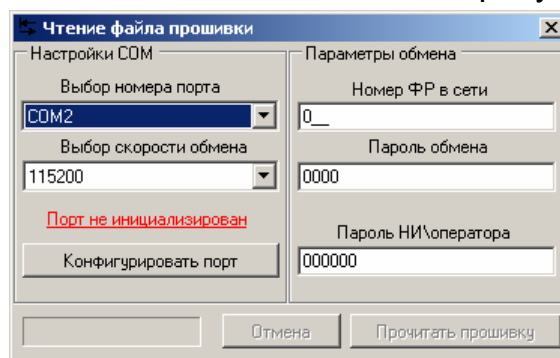 Чтение файла прошивки
Настройки COM
Выбор номера порта
COM2
Выбор скорости обмена
115200
Порт не инициализирован
Конфигурировать порт
Параметры обмена
Номер ФР в сети
0__
Пароль обмена
0000
Пароль НИ\оператора
000000
Отмена
Прочитать прошивку